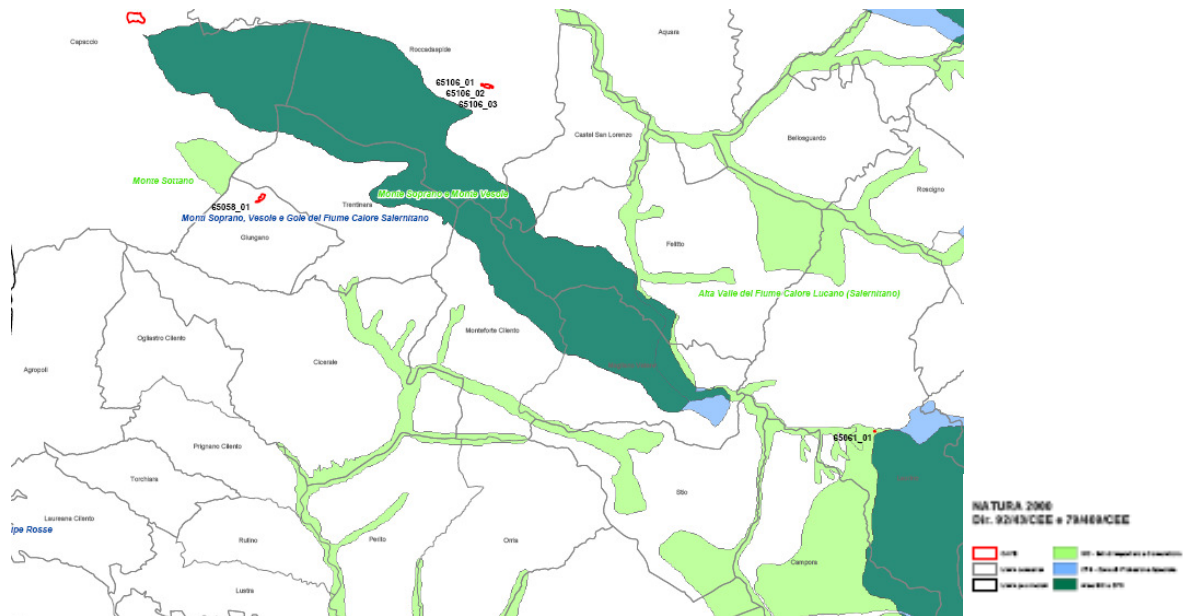 Capaccio
Roccadaspide
Aquara
65106_01
65106_02
65106_03
Castel San Lorenzo
Bellosguardo
Monte Sottano
Monte Soprano e Monte Vesole
Roscigno
65058_01
Trentinara
Monti Soprano, Vesole e Gole del Fiume Calore Salernitano
Giungano
Felitto
Alta Valle del Fiume Calore Lucano (Salernitano)
Ogliastro Cilento
Monteforte Cilento
Cicerale
Agropoli
Prignano Cilento
65061_01
Torchiara
Stio
Laureana Cilento
ipe Rosse
Rutino
Perito
Orria
Campora
Lustra
NATURA 2000
Dir. 92/43/CEE e 79/409/CEE